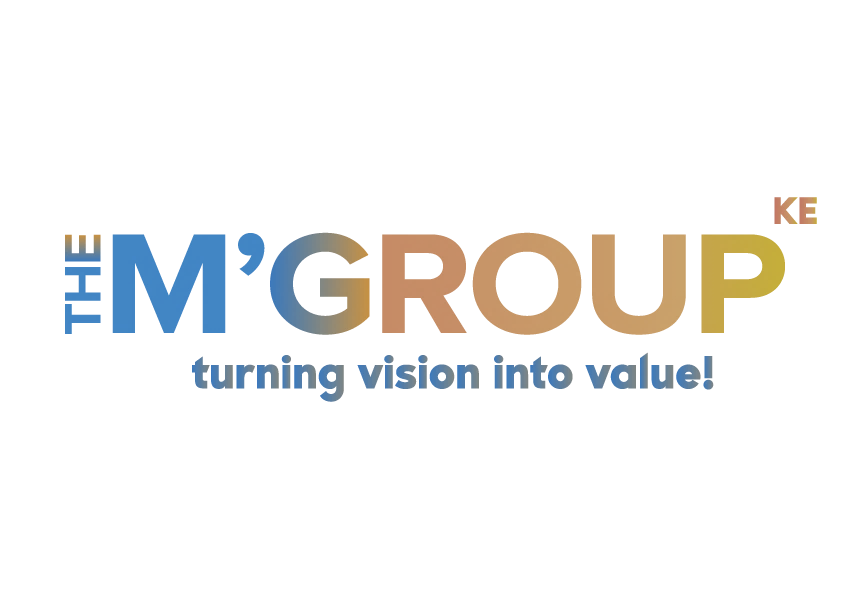 THE M’GROUP KE
turning vision into value!